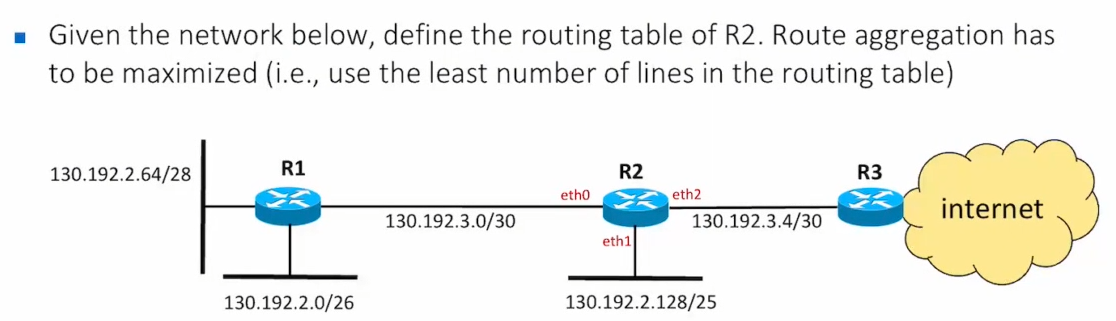 Given the network below, define the routing table of R2. Route aggregation has
to be maximized (i.e., use the least number of lines in the routing table)
130.192.2.64/28
R1
R2
R3
eth0
eth2
internet
130.192.3.0/30
130.192.3.4/30
eth1
130.192.2.0/26
130.192.2.128/25